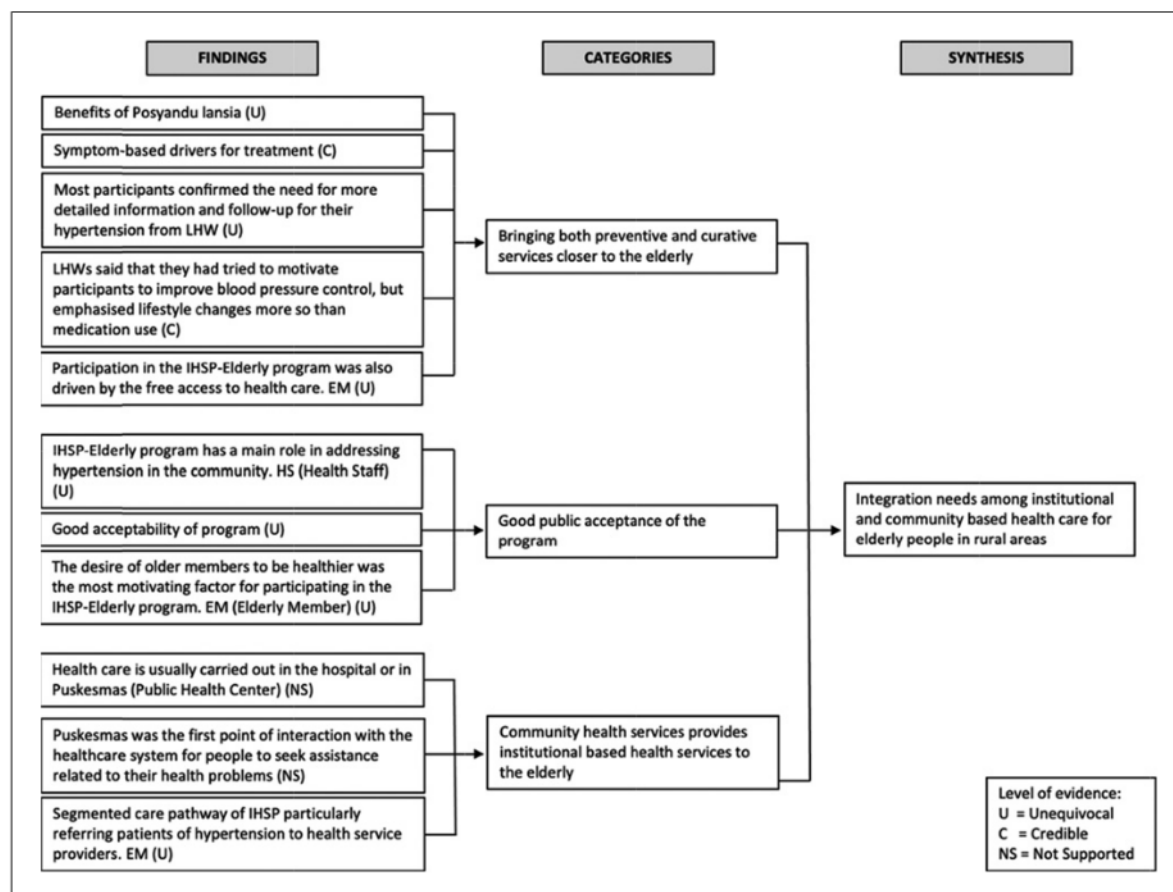 FINDINGS
CATEGORIES
SYNTHESIS
Benefits of Posyandu lansia (U)
Symptom-based drivers for treatment (C)
Most participants confirmed the need for more
detailed information and follow-up for their
hypertension from LHW (U)
LHWs said that they had tried to motivate
participants to improve blood pressure control, but
emphasised lifestyle changes more so than
medication use (C)
Participation in the IHSP-Elderly program was also
driven by the free access to health care. EM (U)
Bringing both preventive and curative
services closer to the elderly
IHSP-Elderly program has a main role in addressing
hypertension in the community. HS (Health Staff)
(U)
Good acceptability of program (U)
The desire of older members to be healthier was
the most motivating factor for participating in the
IHSP-Elderly program. EM (Elderly Member) (U)
Good public acceptance of the
program
Integration needs among institutional
and community based health care for
elderly people in rural areas
Health care is usually carried out in the hospital or in
Puskesmas (Public Health Center) (NS)
Puskesmas was the first point of interaction with the
healthcare system for people to seek assistance
related to their health problems (NS)
Segmented care pathway of IHSP particularly
referring patients of hypertension to health service
providers. EM (U)
Community health services provides
institutional based health services to
the elderly
Level of evidence:
U = Unequivocal
C = Credible
NS = Not Supported